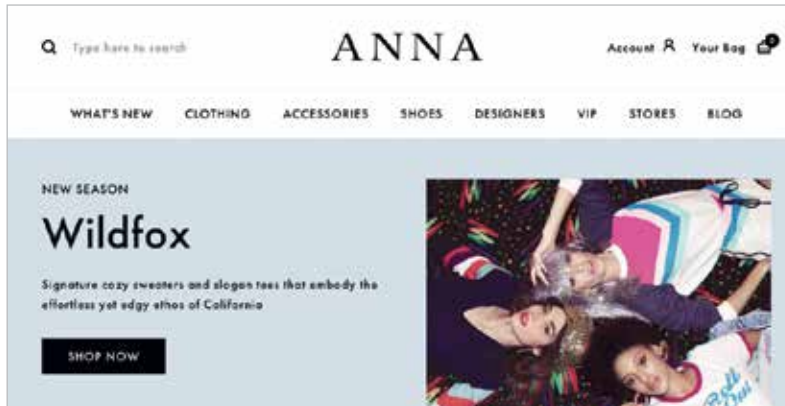 Type here to search
ANNA
Account
Your Bag
0
WHAT'S NEW CLOTHING ACCESSORIES SHOES DESIGNERS VIP STORES BLOG
NEW SEASON
Wildfox
Signature cozy sweaters and slogan tees that embody the
effortless yet edgy ethos of California
SHOP NOW